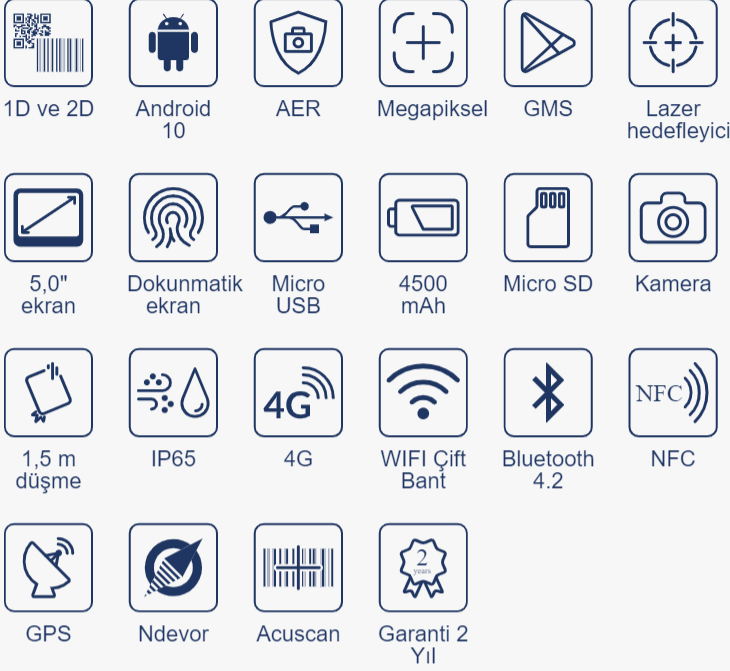 1D ve 2D
Android
10
AER
Megapiksel
GMS
Lazer
hedefleyici
5,0"
ekran
Dokunmatik
ekran
Micro
USB
4500
mAh
Micro SD
Kamera
1,5 m
düşme
IP65
4G
4G
WIFI Çift
Bant
Bluetooth
4.2
NFC
NFC
GPS
Ndevor
Acuscan
2
years
Garanti 2
Yıl